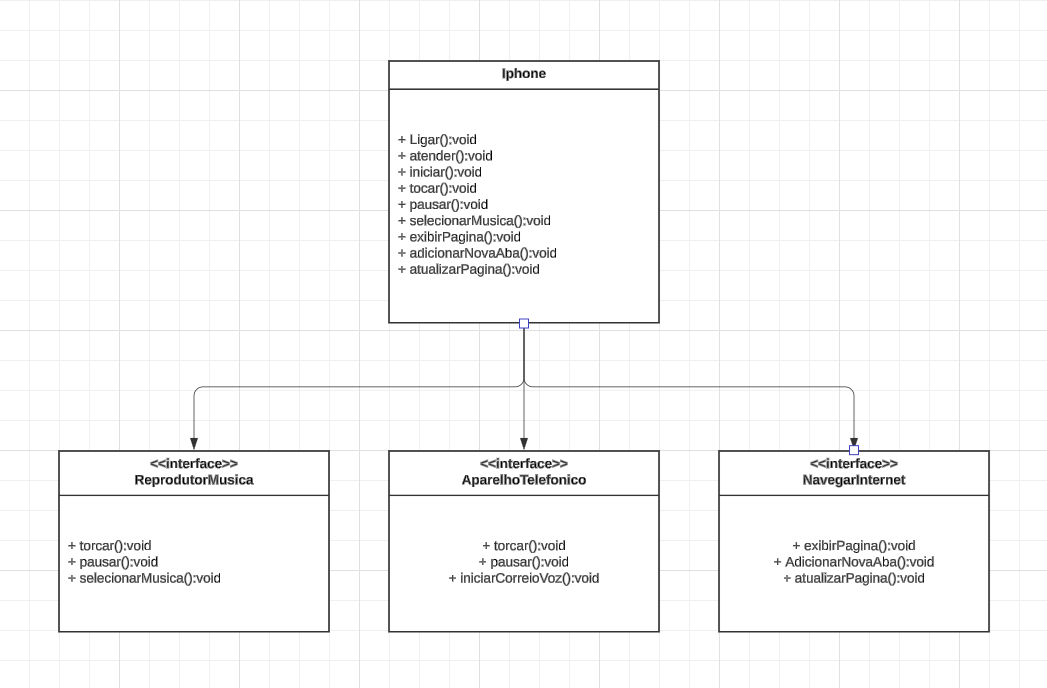 Iphone
+ Ligar():void
+ atender():void
+ iniciar():void
+ tocar():void
+ pausar():void
+ selecionarMusica():void
+ exibirPagina():void
+ adicionarNovaAba():void
+ atualizarPagina():void
<<interface>>
ReprodutorMusica
+ torcar():void
+ pausar():void
+ selecionarMusica():void
<<interface>>
AparelhoTelefonico
+ torcar():void
+ pausar():void
+ iniciarCorreioVoz():void
<<interface>>
NavegarInternet
+ exibirPagina():void
+ AdicionarNovaAba():void
+ atualizarPagina():void